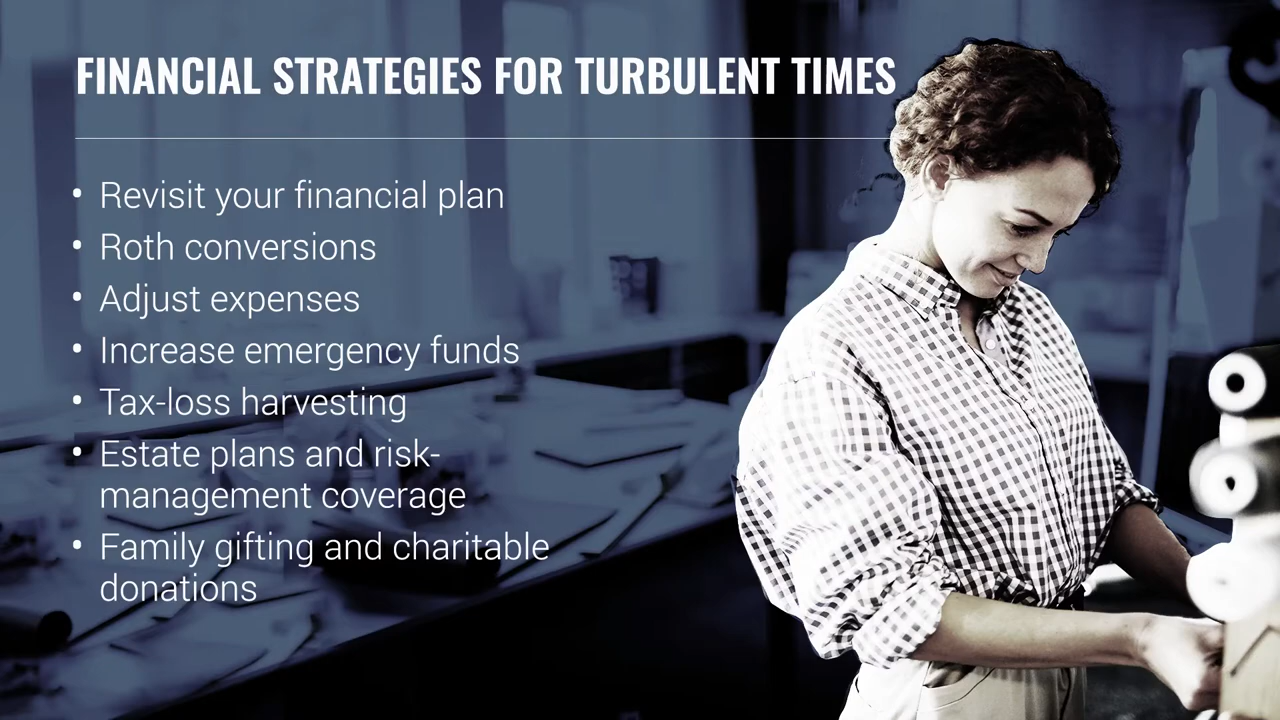 FINANCIAL STRATEGIES FOR TURBULENT TIMES
• Revisit your financial plan
• Roth conversions
• Adjust expenses
• Increase emergency funds
• Tax-loss harvesting
• Estate plans and risk-
management coverage
• Family gifting and charitable
donations